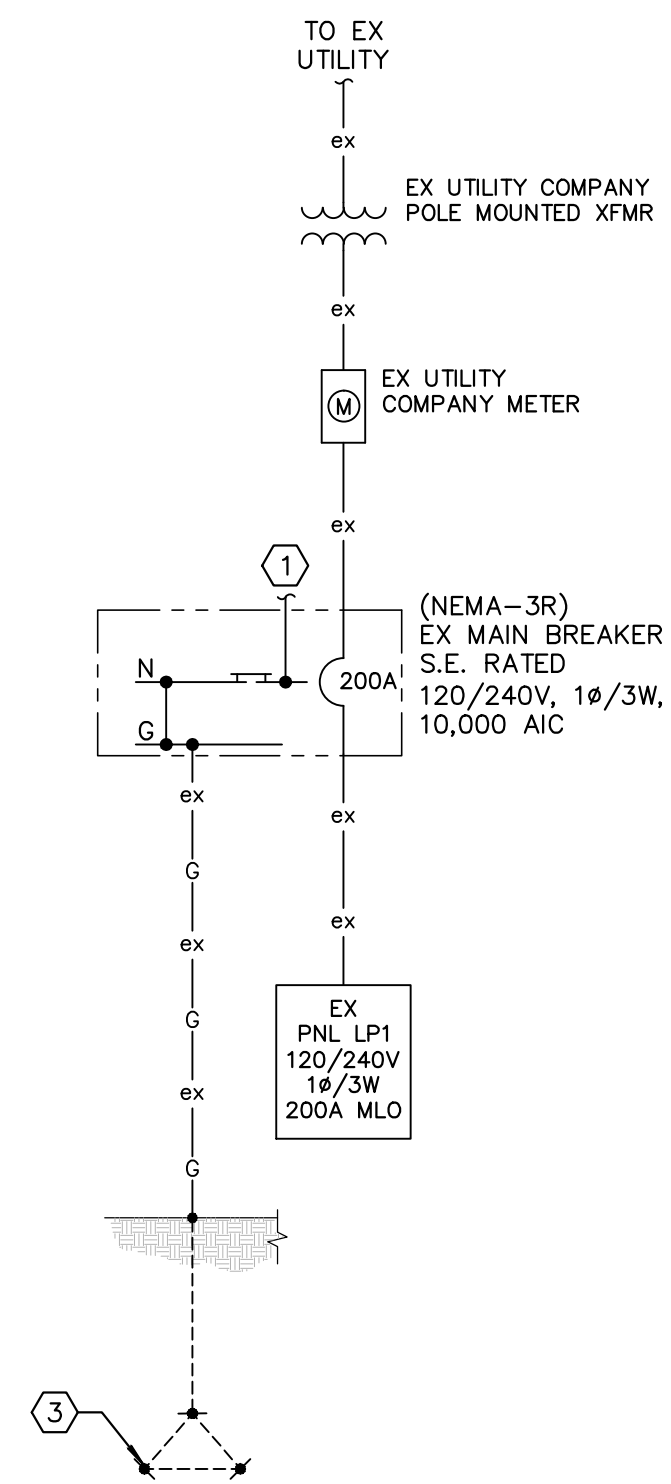 TO EX
UTILITY
ex
EX UTILITY COMPANY
POLE MOUNTED XFMR
ex
EX UTILITY
COMPANY METER
M
ex
1
(NEMA-3R)
EX MAIN BREAKER
S.E. RATED
120/240V, 1ø/3W,
10,000 AIC
N
200A
G
ex
ex
G
ex
ex
G
EX
PNL LP1
120/240V
1ø/3W
200A MLO
ex
G
3